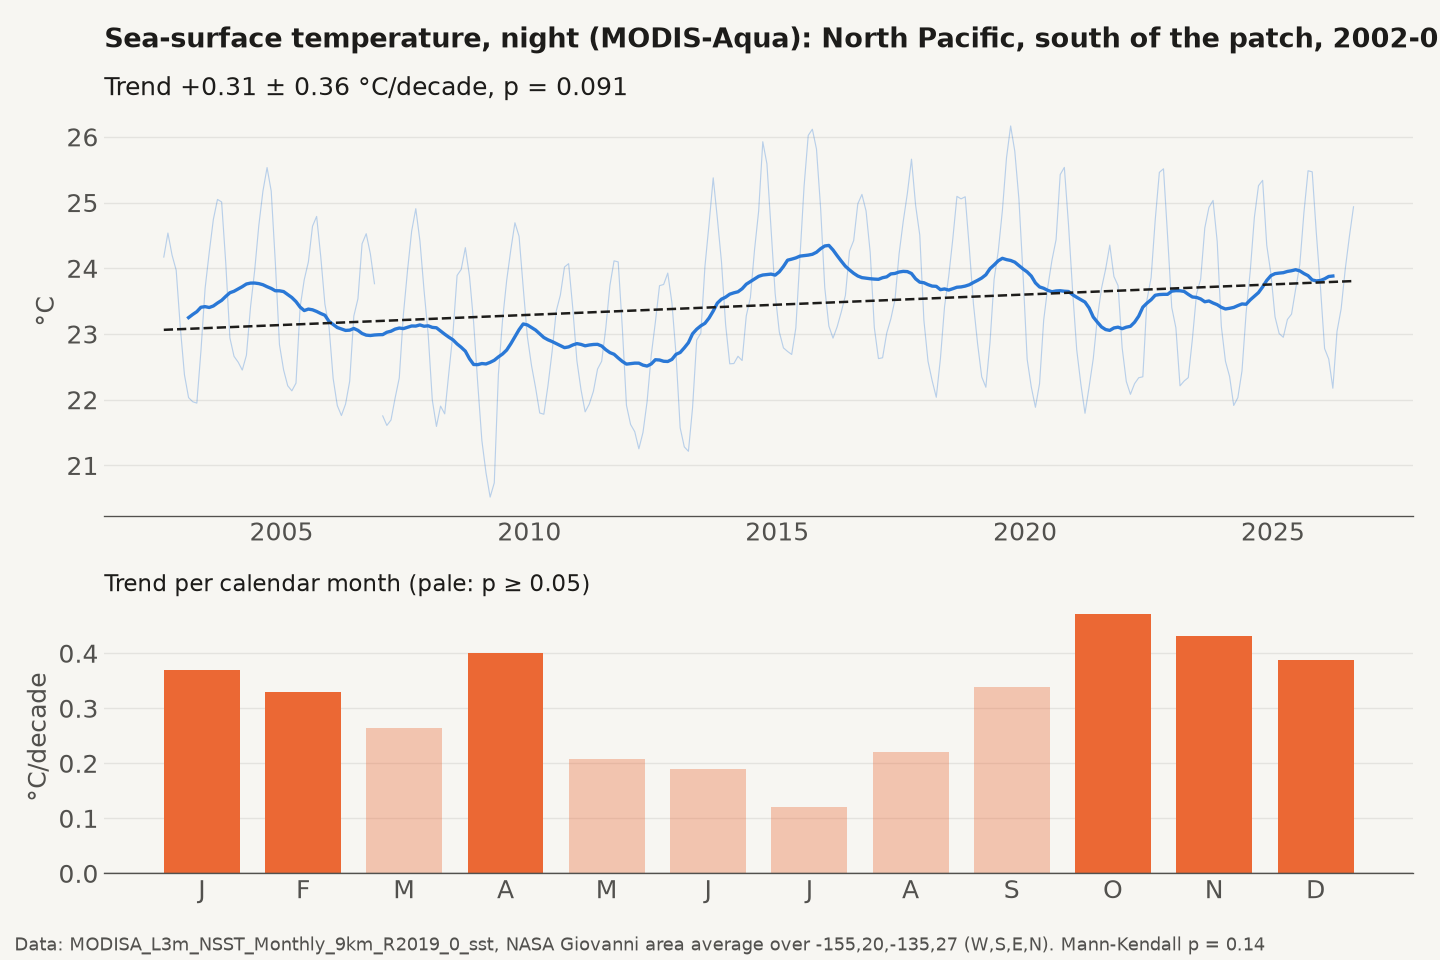 Sea-surface temperature, night (MODIS-Aqua): North Pacific, south of the patch, 2002-0
Trend +0.31 ± 0.36 °C/decade, p = 0.091
°C
26
25
24
23
22
21
2005 2010 2015 2020 2025
Trend per calendar month (pale: p ≥ 0.05)
°C/decade
0.4
0.3
0.2
0.1
0.0
J F M A M J J A S O N D
Data: MODISA_L3m_NSST_Monthly_9km_R2019_0_sst, NASA Giovanni area average over -155,20,-135,27 (W,S,E,N). Mann-Kendall p = 0.14